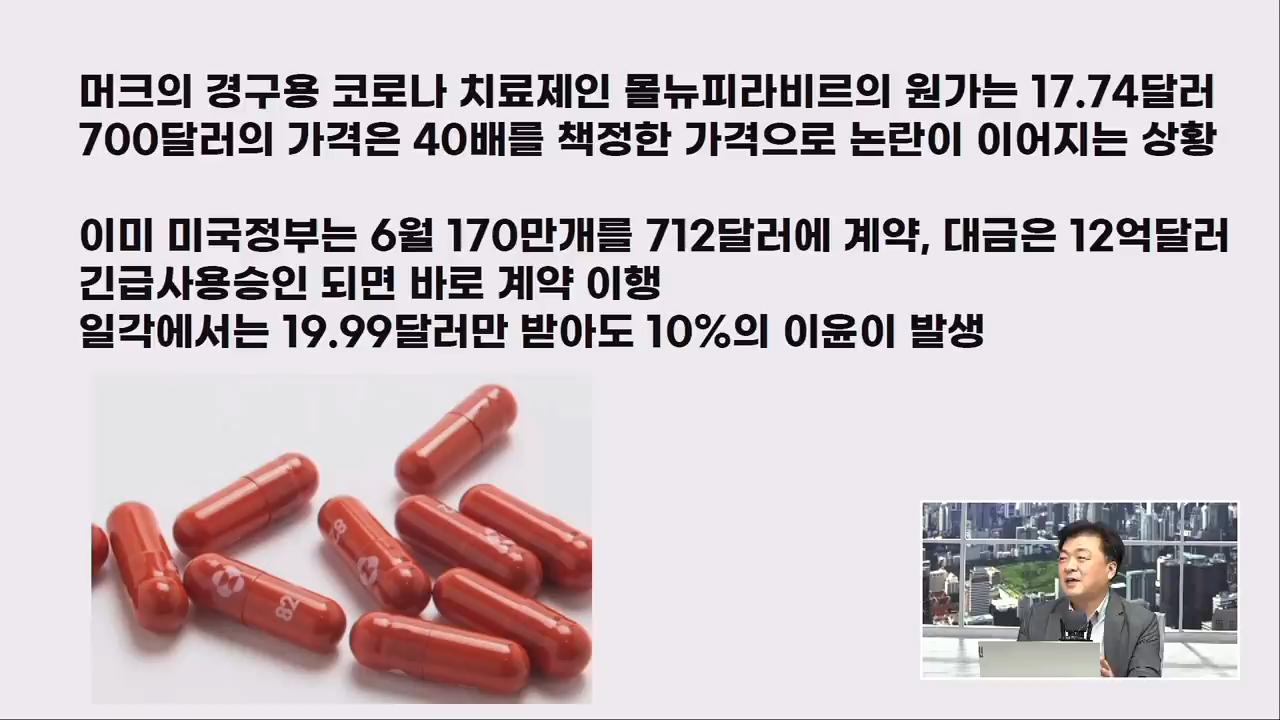 머크의 경구용 코로나 치료제인 몰뉴피라비르의 원가는 17.74달러
700달러의 가격은 40배를 책정한 가격으로 논란이 이어지는 상황
이미 미국정부는 6월 170만개를 712달러에 계약, 대금은 12억달러
긴급사용승인 되면 바로 계약 이행
일각에서는 19.99달러만 받아도 10%의 이윤이 발생
82
82